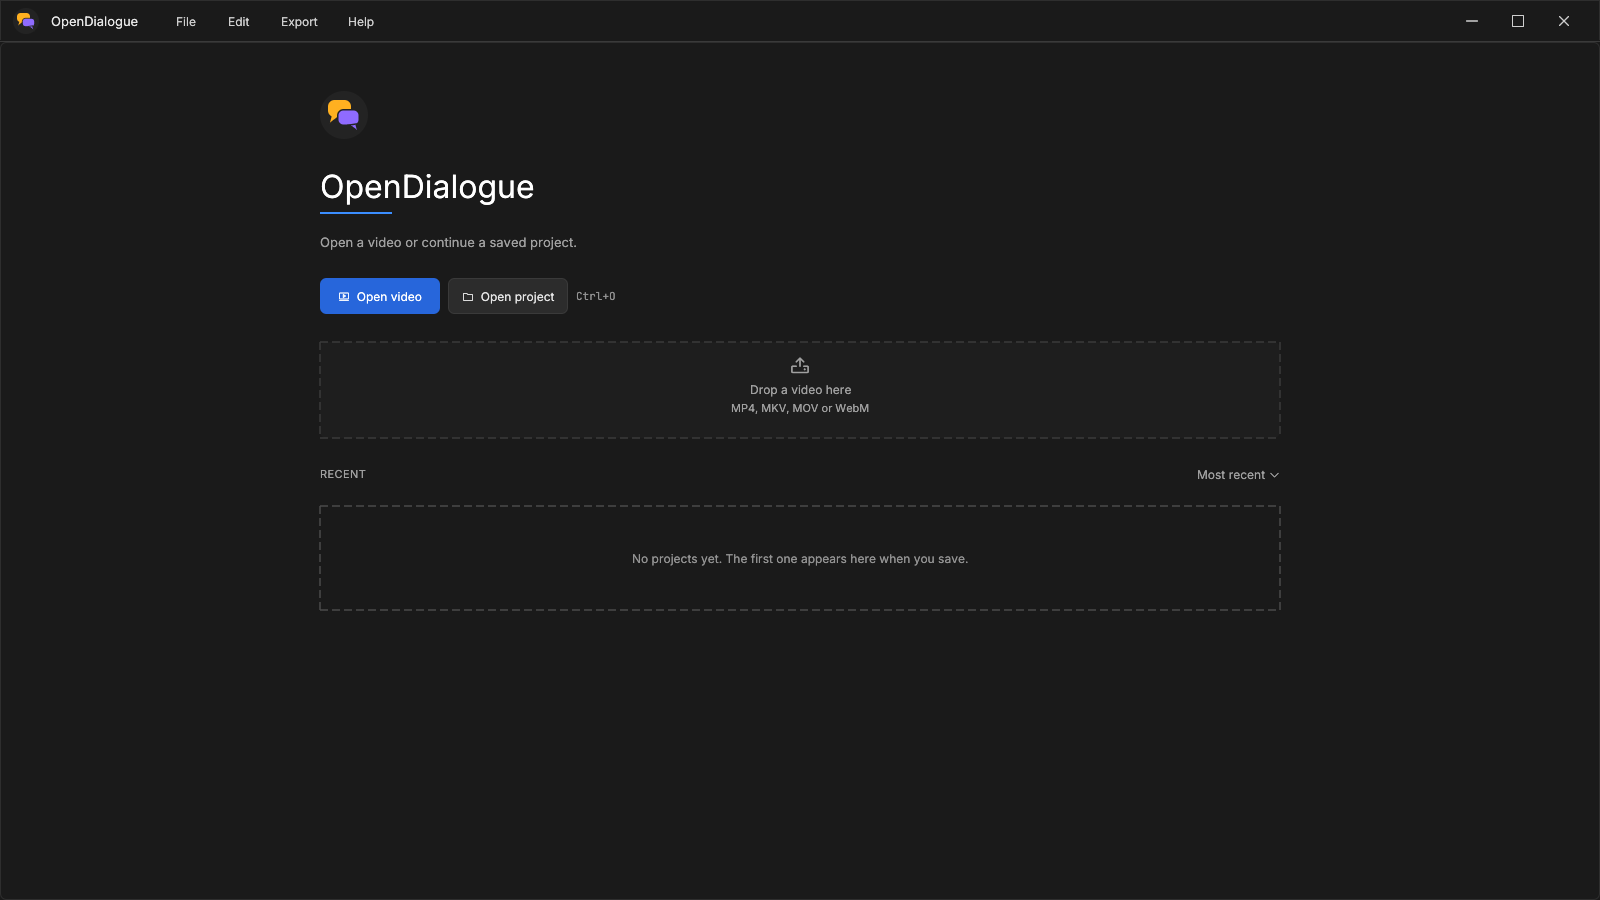 OpenDialogue File Edit Export Help
OpenDialogue
Open a video or continue a saved project.
Open video Open project Ctrl+O
Drop a video here
MP4, MKV, MOV or WebM
RECENT Most recent
No projects yet. The first one appears here when you save.